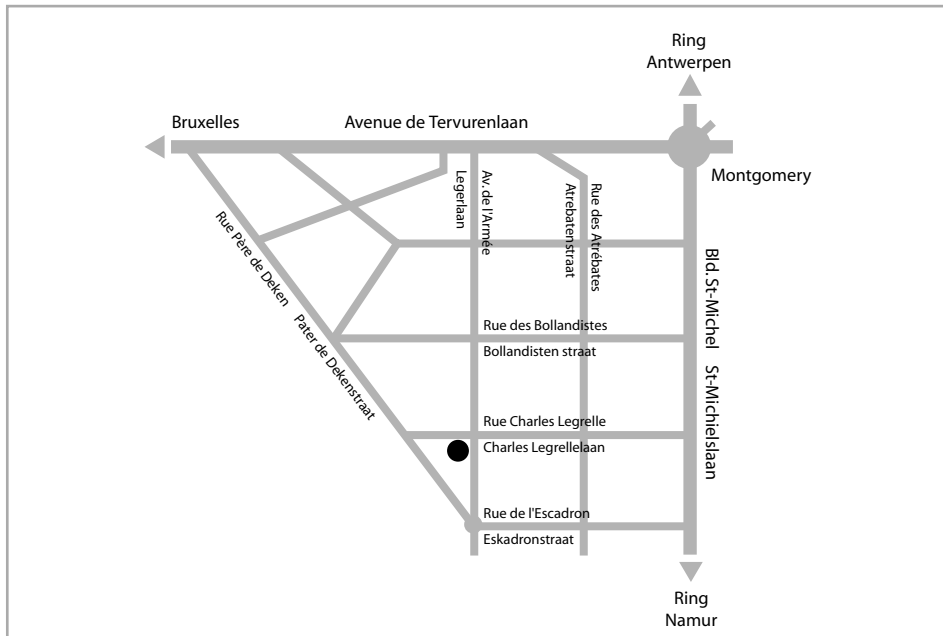 Ring
Antwerpen
Bruxelles
Avenue de Tervurenlaan
Montgomery
Legerlaan
Av. de l'Armée
Atrebatenstraat
Rue des Atrébates
Rue Père de Deken
Pater de Dekenstraat
Bld. St-Michel
St-Michielslaan
Rue des Bollandistes
Bollandisten straat
Rue Charles Legrelle
Charles Legrellelaan
Rue de l'Escadron
Eskadronstraat
Ring
Namur